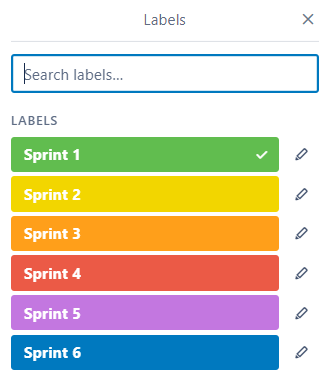 Labels
Search labels...
LABELS
Sprint 1
Sprint 2
Sprint 3
Sprint 4
Sprint 5
Sprint 6